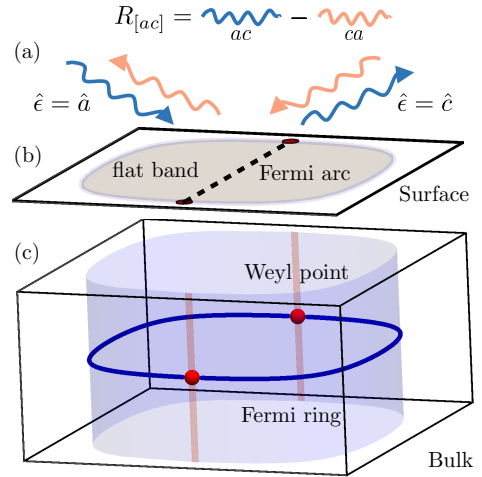 R_{[ac]} = ac − ca
(a)
ϵ̂ = â
ϵ̂ = ĉ
(b)
flat band
Fermi arc
Surface
(c)
Weyl point
Fermi ring
Bulk